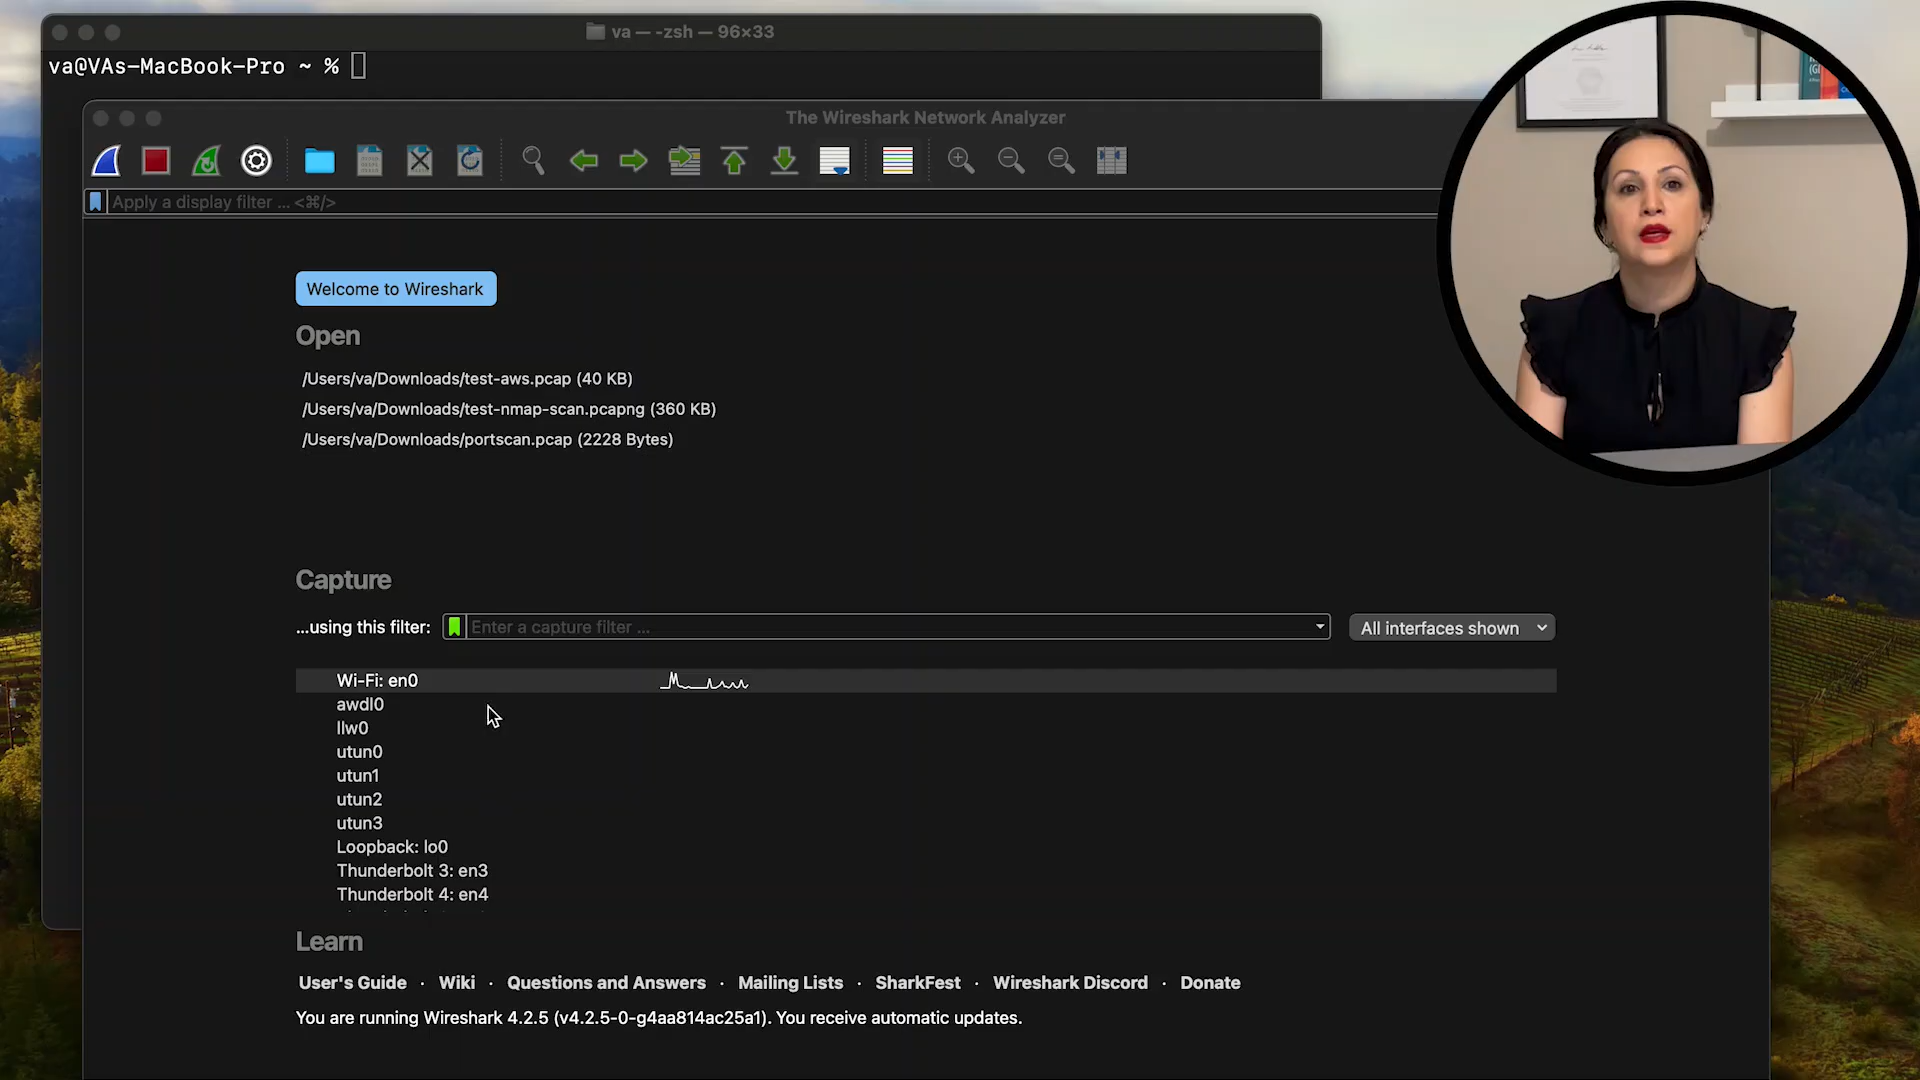 va — -zsh — 96×33
va@VAs-MacBook-Pro ~ %
The Wireshark Network Analyzer
Apply a display filter ... <⌘/>
Welcome to Wireshark
Open
/Users/va/Downloads/test-aws.pcap (40 KB)
/Users/va/Downloads/test-nmap-scan.pcapng (360 KB)
/Users/va/Downloads/portscan.pcap (2228 Bytes)
Capture
...using this filter:
Enter a capture filter ...
All interfaces shown
Wi-Fi: en0
awdl0
llw0
utun0
utun1
utun2
utun3
Loopback: lo0
Thunderbolt 3: en3
Thunderbolt 4: en4
Learn
User's Guide · Wiki · Questions and Answers · Mailing Lists · SharkFest · Wireshark Discord · Donate
You are running Wireshark 4.2.5 (v4.2.5-0-g4aa814ac25a1). You receive automatic updates.